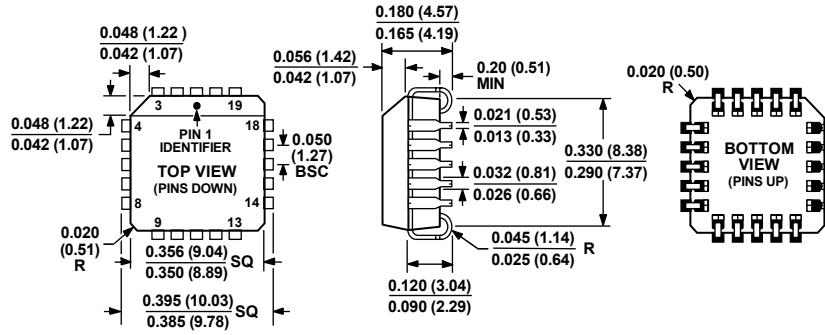 0.048 (1.22)
0.042 (1.07)
0.048 (1.22)
0.042 (1.07)
3
19
4
18
PIN 1
IDENTIFIER
TOP VIEW
(PINS DOWN)
8
14
9
13
0.050
(1.27)
BSC
0.020
(0.51)
R
0.356 (9.04)
0.350 (8.89)
SQ
0.395 (10.03)
0.385 (9.78)
SQ
0.180 (4.57)
0.165 (4.19)
0.056 (1.42)
0.042 (1.07)
0.20 (0.51)
MIN
0.021 (0.53)
0.013 (0.33)
0.032 (0.81)
0.026 (0.66)
0.330 (8.38)
0.290 (7.37)
0.045 (1.14)
0.025 (0.64)
R
0.120 (3.04)
0.090 (2.29)
0.020 (0.50)
R
BOTTOM
VIEW
(PINS UP)